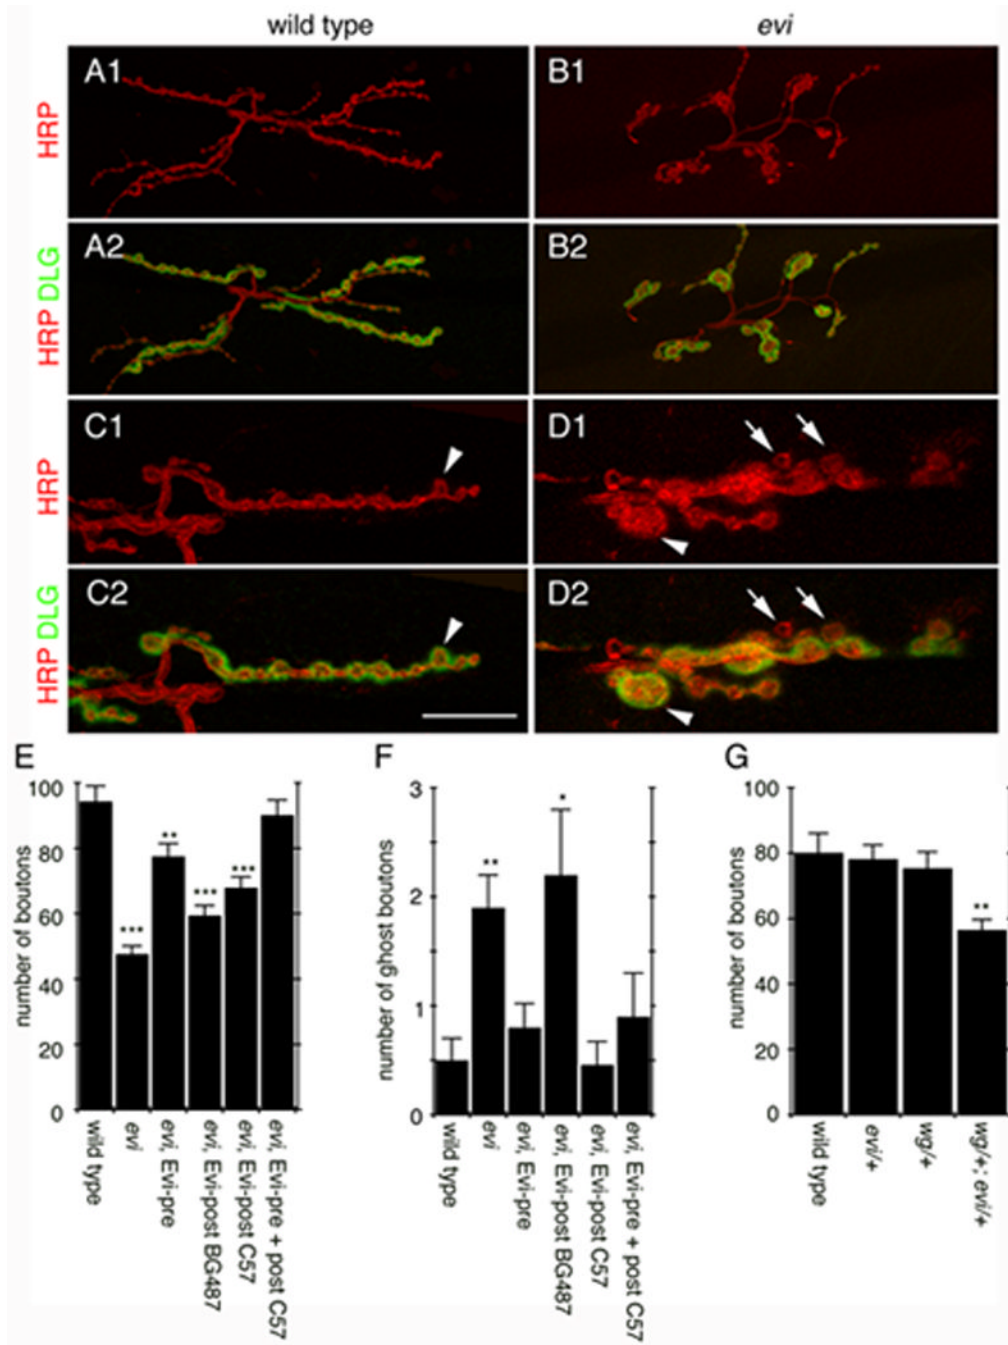 wild type
evi
HRP
A1
B1
HRP DLG
A2
B2
HRP
C1
D1
HRP DLG
C2
D2
E
number of boutons
100
80
60
40
20
0
***
**
***
***
wild type
evi
evi, Evi-pre
evi, Evi-post BG487
evi, Evi-post C57
evi, Evi-pre + post C57
F
number of ghost boutons
3
2
1
0
**
*
wild type
evi
evi, Evi-pre
evi, Evi-post BG487
evi, Evi-post C57
evi, Evi-pre + post C57
G
number of boutons
100
80
60
40
20
0
**
wild type
evi/+
wg/+
wg/+; evi/+